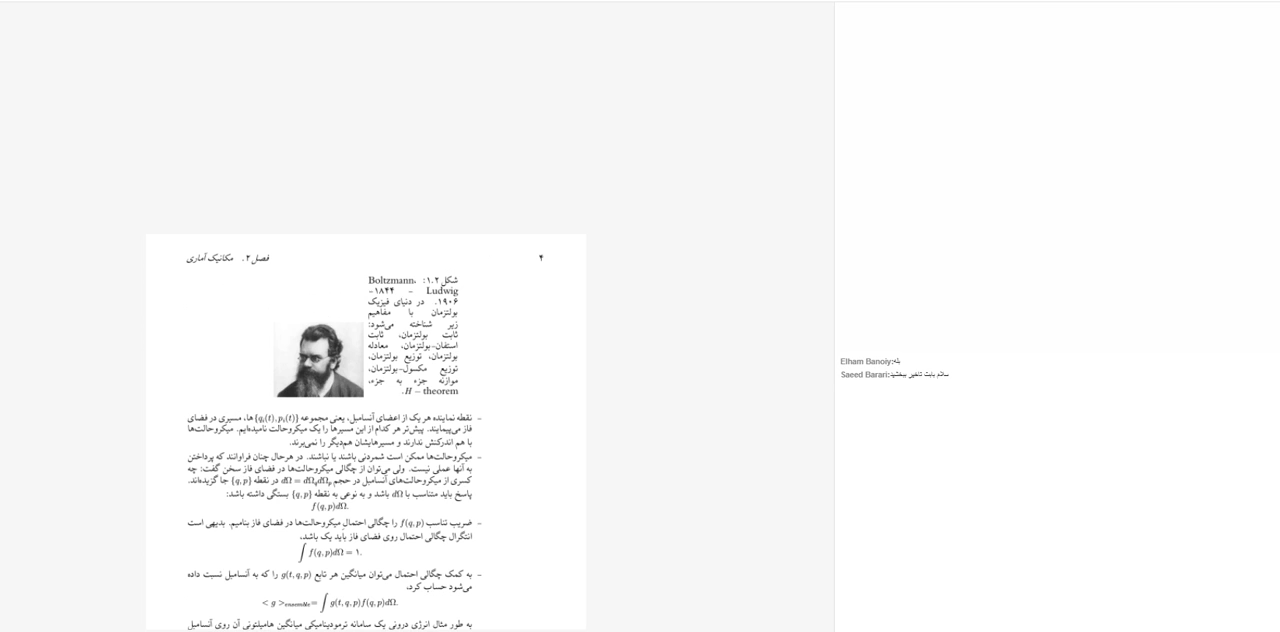 فصل ۲. مکانیک آماری
۴
شکل ۱.۲: Boltzmann,
Ludwig – ۱۸۴۴–
۱۹۰۶. در دنیای فیزیک
بولتزمان با مفاهیم
زیر شناخته می‌شود:
ثابت بولتزمان، ثابت
استفان-بولتزمان، معادله
بولتزمان، توزیع بولتزمان،
توزیع مکسول-بولتزمان،
موازنه جزء به جزء،
H – theorem.
– نقطه نماینده هر یک از اعضای آنسامبل، یعنی مجموعه {q_i(t), p_i(t)}ها، مسیری در فضای
فاز می‌پیمایند. پیش‌تر هر کدام از این مسیرها را یک میکروحالت نامیده‌ایم. میکروحالت‌ها
با هم اندرکنش ندارند و مسیرهایشان هم‌دیگر را نمی‌برند.
– میکروحالت‌ها ممکن است شمردنی باشند یا نباشند. در هرحال چنان فراوانند که پرداختن
به آنها عملی نیست. ولی می‌توان از چگالی میکروحالت‌ها در فضای فاز سخن گفت: چه
کسری از میکروحالت‌های آنسامبل در حجم dΩ = dΩ_q dΩ_p در نقطه {q, p} جا گزیده‌اند.
پاسخ باید متناسب با dΩ باشد و به نوعی به نقطه {q, p} بستگی داشته باشد:
f(q, p)dΩ.
– ضریب تناسب f(q, p) را چگالی احتمال میکروحالت‌ها در فضای فاز بنامیم. بدیهی است
انتگرال چگالی احتمال روی فضای فاز باید یک باشد،
∫ f(q, p)dΩ = ۱.
– به کمک چگالی احتمال می‌توان میانگین هر تابع g(t, q, p) را که به آنسامبل نسبت داده
می‌شود حساب کرد،
< g >_ensemble = ∫ g(t, q, p)f(q, p)dΩ.
به طور مثال انرژی درونی یک سامانه ترمودینامیکی میانگین هامیلتونی آن روی آنسامبل
Elham Banoiy:بله
Saeed Barari:سلام بابت تاخیر ببخشید